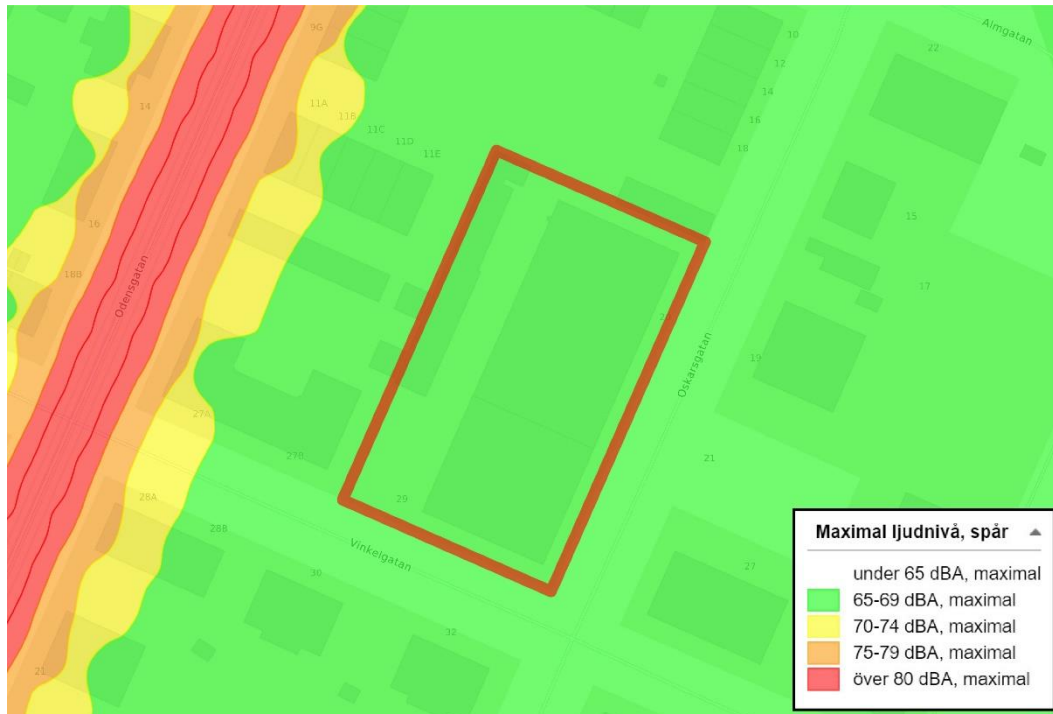 Almgatan
9G
30
22
12
14
11A
14
11B
16
11C
11D
18
11E
15
16
18B
Odensgatan
17
Oskarsgatan
19
27A
27B
21
29
28A
28B
Vinkelgatan
30
27
32
21
Maximal ljudnivå, spår
under 65 dBA, maximal
65-69 dBA, maximal
70-74 dBA, maximal
75-79 dBA, maximal
över 80 dBA, maximal